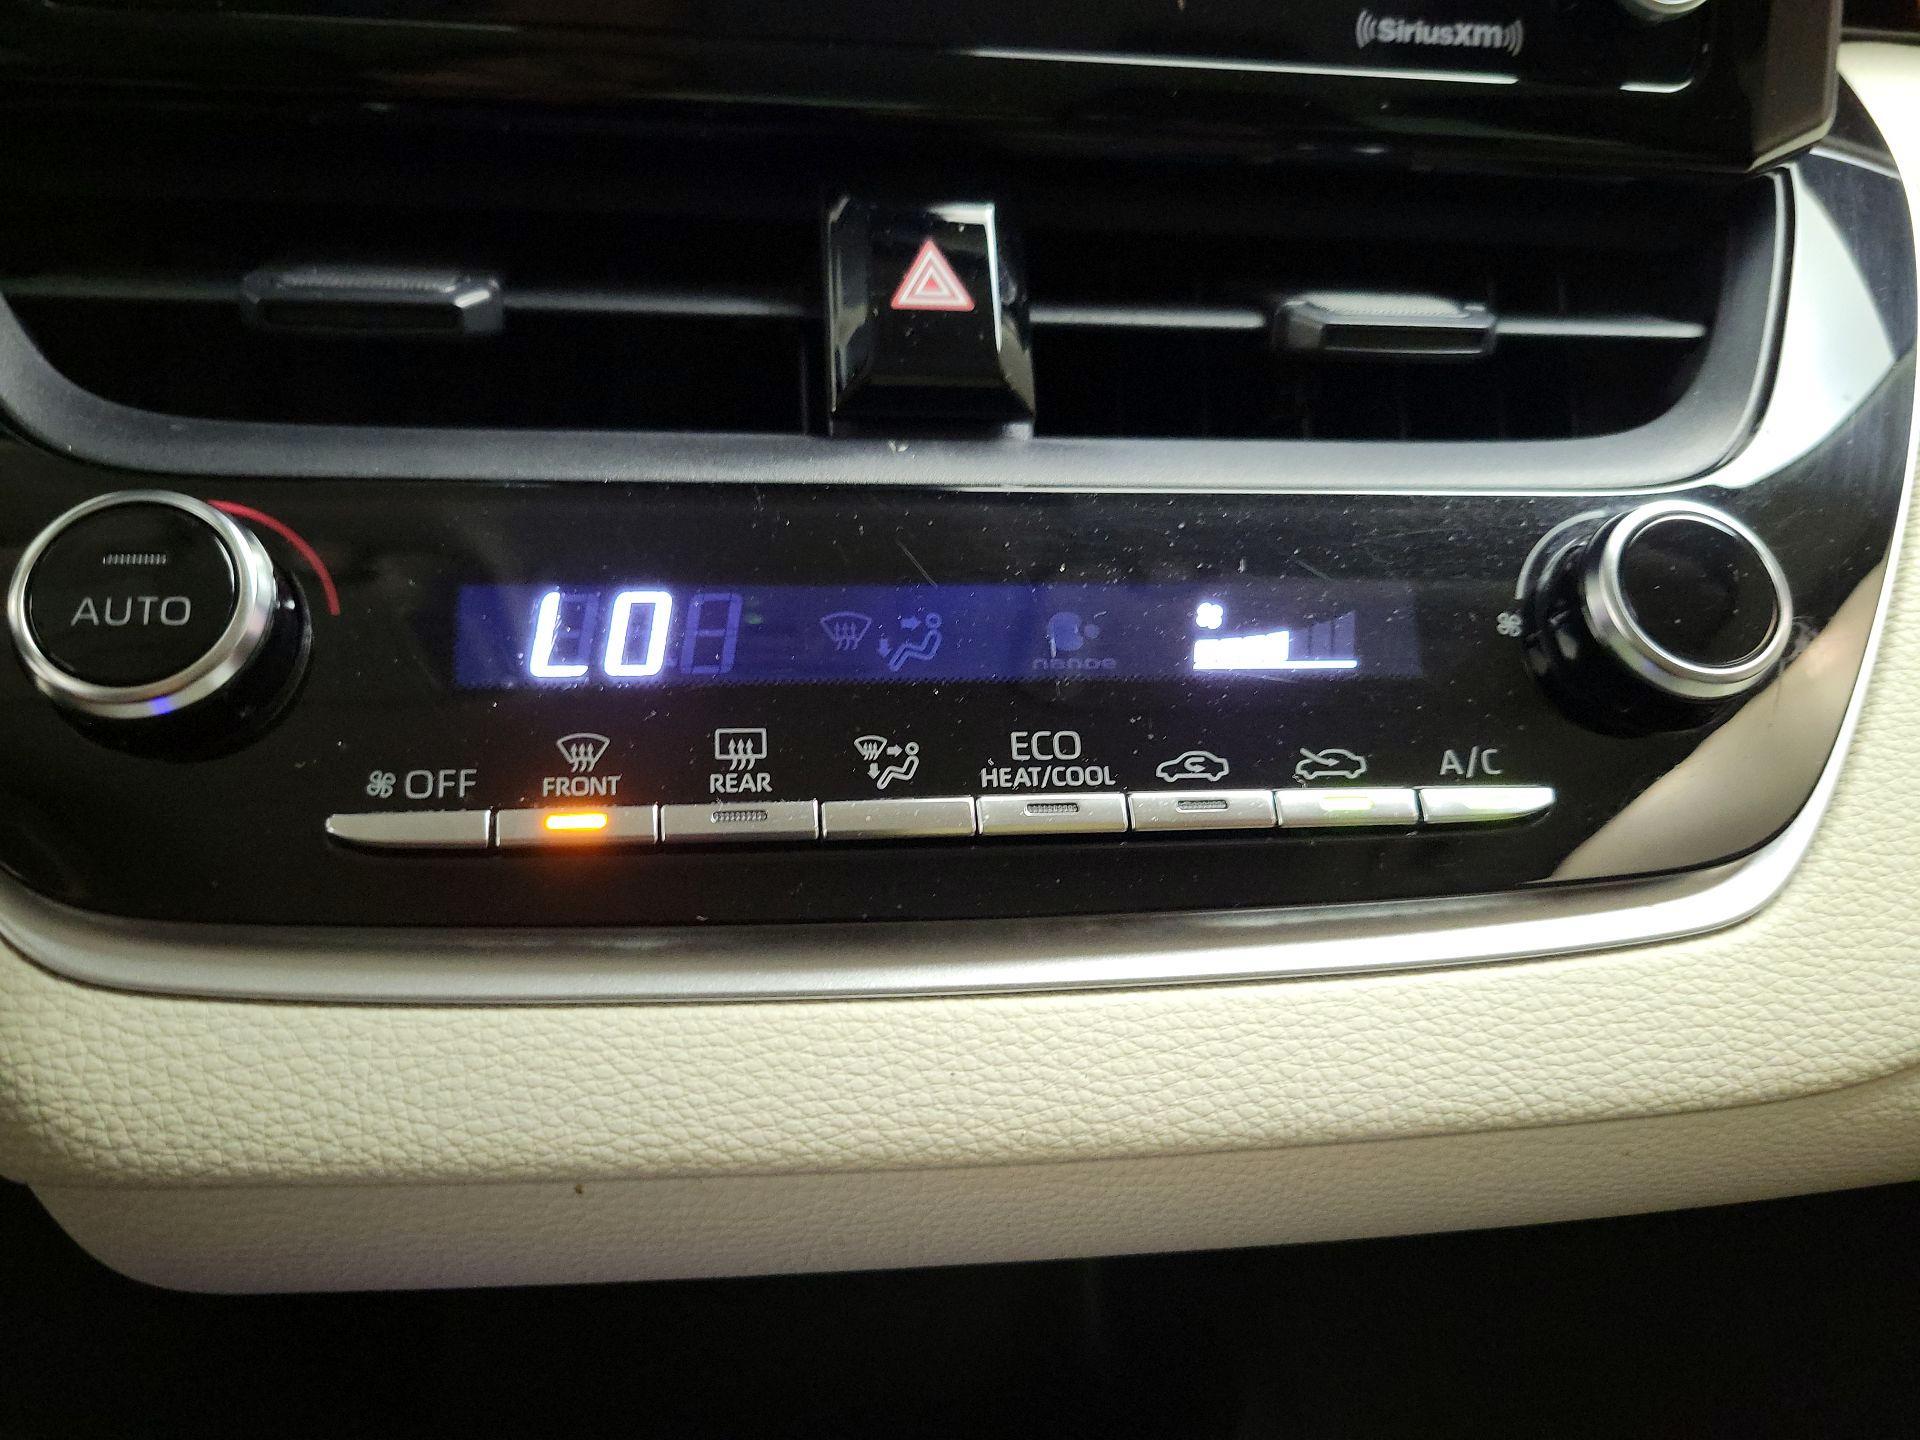 SiriusXM
AUTO
LO
nanoe
OFF
FRONT
REAR
ECO
HEAT/COOL
A/C